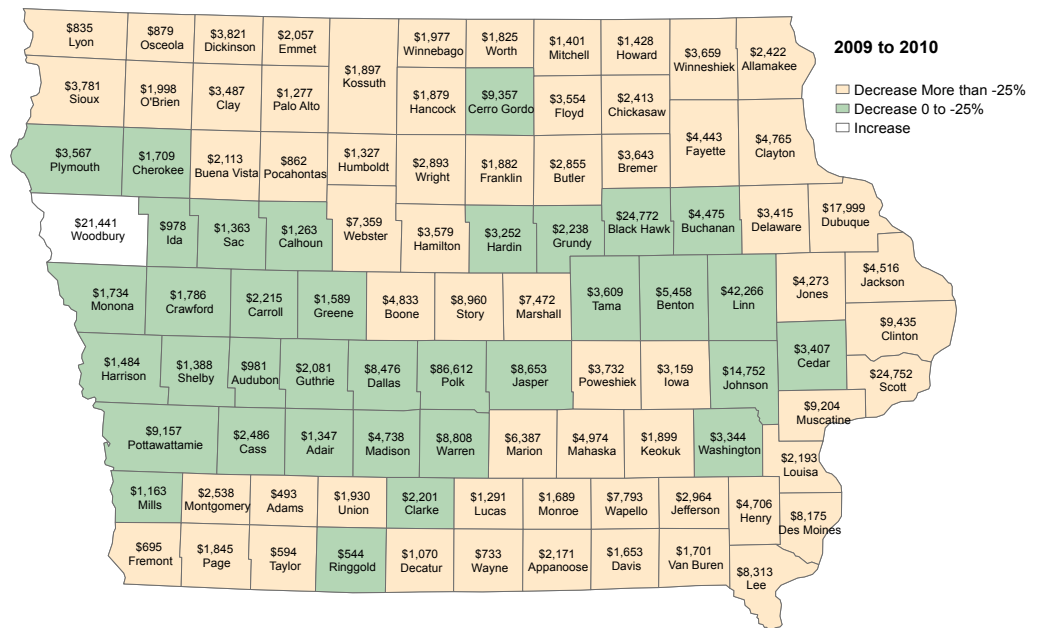 2009 to 2010
Decrease More than -25%
Decrease 0 to -25%
Increase
$835
Lyon
$879
Osceola
$3,821
Dickinson
$2,057
Emmet
$1,897
Kossuth
$1,977
Winnebago
$1,825
Worth
$1,401
Mitchell
$1,428
Howard
$3,659
Winneshiek
$2,422
Allamakee
$3,781
Sioux
$1,998
O'Brien
$3,487
Clay
$1,277
Palo Alto
$1,879
Hancock
$9,357
Cerro Gordo
$3,554
Floyd
$2,413
Chickasaw
$4,443
Fayette
$4,765
Clayton
$3,567
Plymouth
$1,709
Cherokee
$2,113
Buena Vista
$862
Pocahontas
$1,327
Humboldt
$2,893
Wright
$1,882
Franklin
$2,855
Butler
$3,643
Bremer
$21,441
Woodbury
$978
Ida
$1,363
Sac
$1,263
Calhoun
$7,359
Webster
$3,579
Hamilton
$3,252
Hardin
$2,238
Grundy
$24,772
Black Hawk
$4,475
Buchanan
$3,415
Delaware
$17,999
Dubuque
$1,734
Monona
$1,786
Crawford
$2,215
Carroll
$1,589
Greene
$4,833
Boone
$8,960
Story
$7,472
Marshall
$3,609
Tama
$5,458
Benton
$42,266
Linn
$4,273
Jones
$4,516
Jackson
$9,435
Clinton
$1,484
Harrison
$1,388
Shelby
$981
Audubon
$2,081
Guthrie
$8,476
Dallas
$86,612
Polk
$8,653
Jasper
$3,732
Poweshiek
$3,159
Iowa
$14,752
Johnson
$3,407
Cedar
$24,752
Scott
$9,204
Muscatine
$9,157
Pottawattamie
$2,486
Cass
$1,347
Adair
$4,738
Madison
$8,808
Warren
$6,387
Marion
$4,974
Mahaska
$1,899
Keokuk
$3,344
Washington
$2,193
Louisa
$1,163
Mills
$2,538
Montgomery
$493
Adams
$1,930
Union
$2,201
Clarke
$1,291
Lucas
$1,689
Monroe
$7,793
Wapello
$2,964
Jefferson
$4,706
Henry
$8,175
Des Moines
$695
Fremont
$1,845
Page
$594
Taylor
$544
Ringgold
$1,070
Decatur
$733
Wayne
$2,171
Appanoose
$1,653
Davis
$1,701
Van Buren
$8,313
Lee